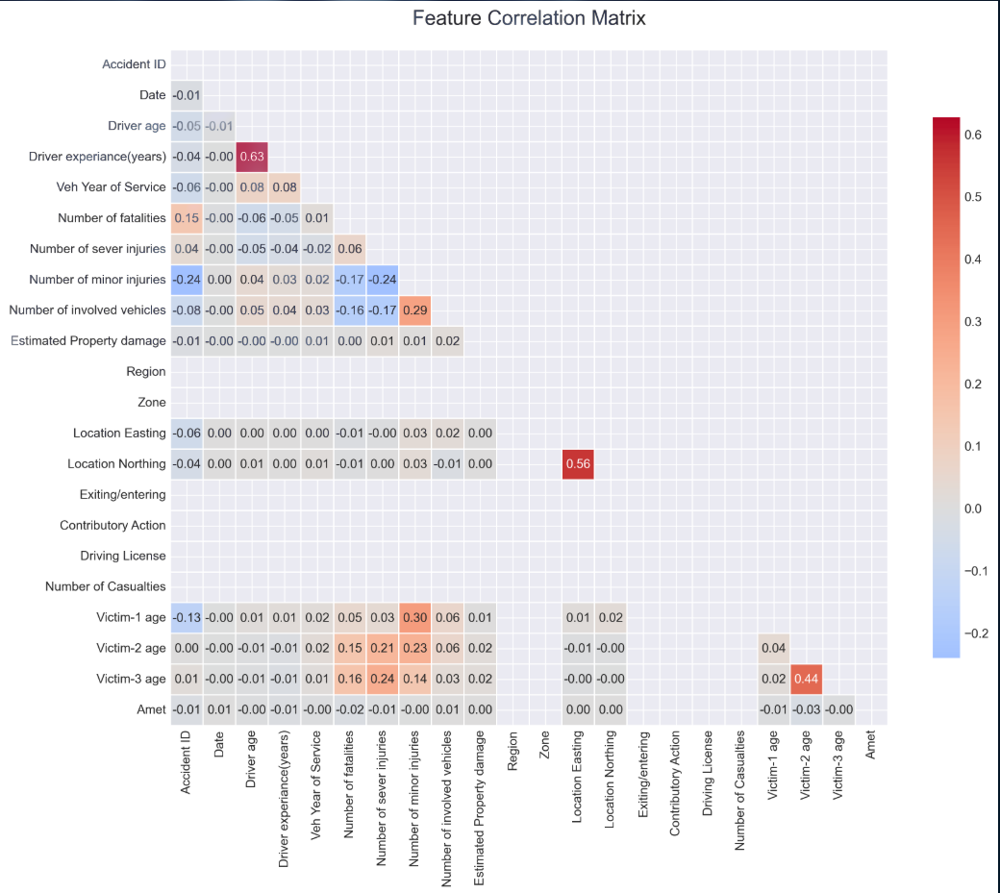 Feature Correlation Matrix
Accident ID
Date -0.01
Driver age -0.05 -0.01
Driver experiance(years) -0.04 -0.00 0.63
Veh Year of Service -0.06 -0.00 0.08 0.08
Number of fatalities 0.15 -0.00 -0.06 -0.05 0.01
Number of sever injuries 0.04 -0.00 -0.05 -0.04 -0.02 0.06
Number of minor injuries -0.24 0.00 0.04 0.03 0.02 -0.17 -0.24
Number of involved vehicles -0.08 -0.00 0.05 0.04 0.03 -0.16 -0.17 0.29
Estimated Property damage -0.01 -0.00 -0.00 -0.00 0.01 0.00 0.01 0.01 0.02
Region
Zone
Location Easting -0.06 0.00 0.00 0.00 0.00 -0.01 -0.00 0.03 0.02 0.00
Location Northing -0.04 0.00 0.01 0.00 0.01 -0.01 0.00 0.03 -0.01 0.00 0.56
Exiting/entering
Contributory Action
Driving License
Number of Casualties
Victim-1 age -0.13 -0.00 0.01 0.01 0.02 0.05 0.03 0.30 0.06 0.01 0.01 0.02
Victim-2 age 0.00 -0.00 -0.01 -0.01 0.02 0.15 0.21 0.23 0.06 0.02 -0.01 -0.00 0.04
Victim-3 age 0.01 -0.00 -0.01 -0.01 0.01 0.16 0.24 0.14 0.03 0.02 -0.00 -0.00 0.02 0.44
Amet -0.01 0.01 -0.00 -0.01 -0.00 -0.02 -0.01 -0.00 0.01 0.00 0.00 0.00 -0.01 -0.03 -0.00
Accident ID
Date
Driver age
Driver experiance(years)
Veh Year of Service
Number of fatalities
Number of sever injuries
Number of minor injuries
Number of involved vehicles
Estimated Property damage
Region
Zone
Location Easting
Location Northing
Exiting/entering
Contributory Action
Driving License
Number of Casualties
Victim-1 age
Victim-2 age
Victim-3 age
Amet
0.6
0.5
0.4
0.3
0.2
0.1
0.0
−0.1
−0.2